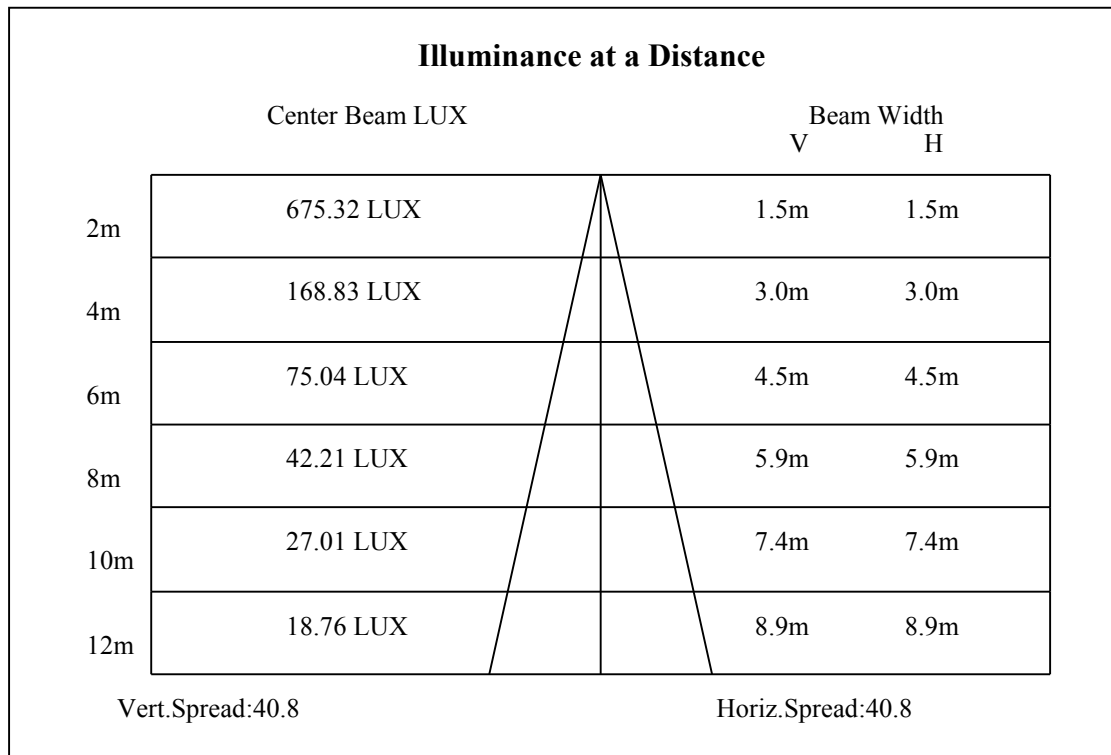 Illuminance at a Distance
Center Beam LUX Beam Width
V H
2m 675.32 LUX 1.5m 1.5m
4m 168.83 LUX 3.0m 3.0m
6m 75.04 LUX 4.5m 4.5m
8m 42.21 LUX 5.9m 5.9m
10m 27.01 LUX 7.4m 7.4m
12m 18.76 LUX 8.9m 8.9m
Vert.Spread:40.8 Horiz.Spread:40.8